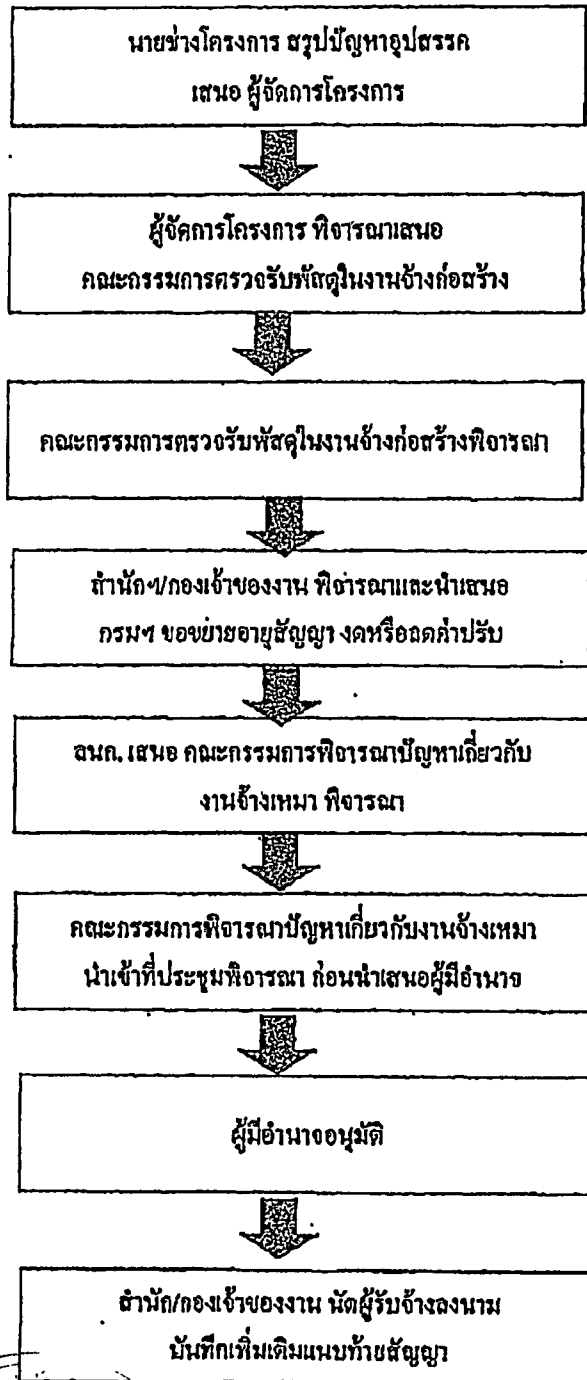 นายช่างโครงการ สรุปปัญหาอุปสรรค
เสนอ ผู้จัดการโครงการ
ผู้จัดการโครงการ พิจารณาเสนอ
คณะกรรมการตรวจรับพัสดุในงานจ้างก่อสร้าง
คณะกรรมการตรวจรับพัสดุในงานจ้างก่อสร้างพิจารณา
สำนักฯ/กองเจ้าของงาน พิจารณาและนำเสนอ
กรมฯ ขอขยายอายุสัญญา งดหรือลดค่าปรับ
ลนก. เสนอ คณะกรรมการพิจารณาปัญหาเกี่ยวกับ
งานจ้างเหมา พิจารณา
คณะกรรมการพิจารณาปัญหาเกี่ยวกับงานจ้างเหมา
นำเข้าที่ประชุมพิจารณา ก่อนนำเสนอผู้มีอำนาจ
ผู้มีอำนาจอนุมัติ
สำนัก/กองเจ้าของงาน นัดผู้รับจ้างลงนาม
บันทึกเพิ่มเติมแนบท้ายสัญญา